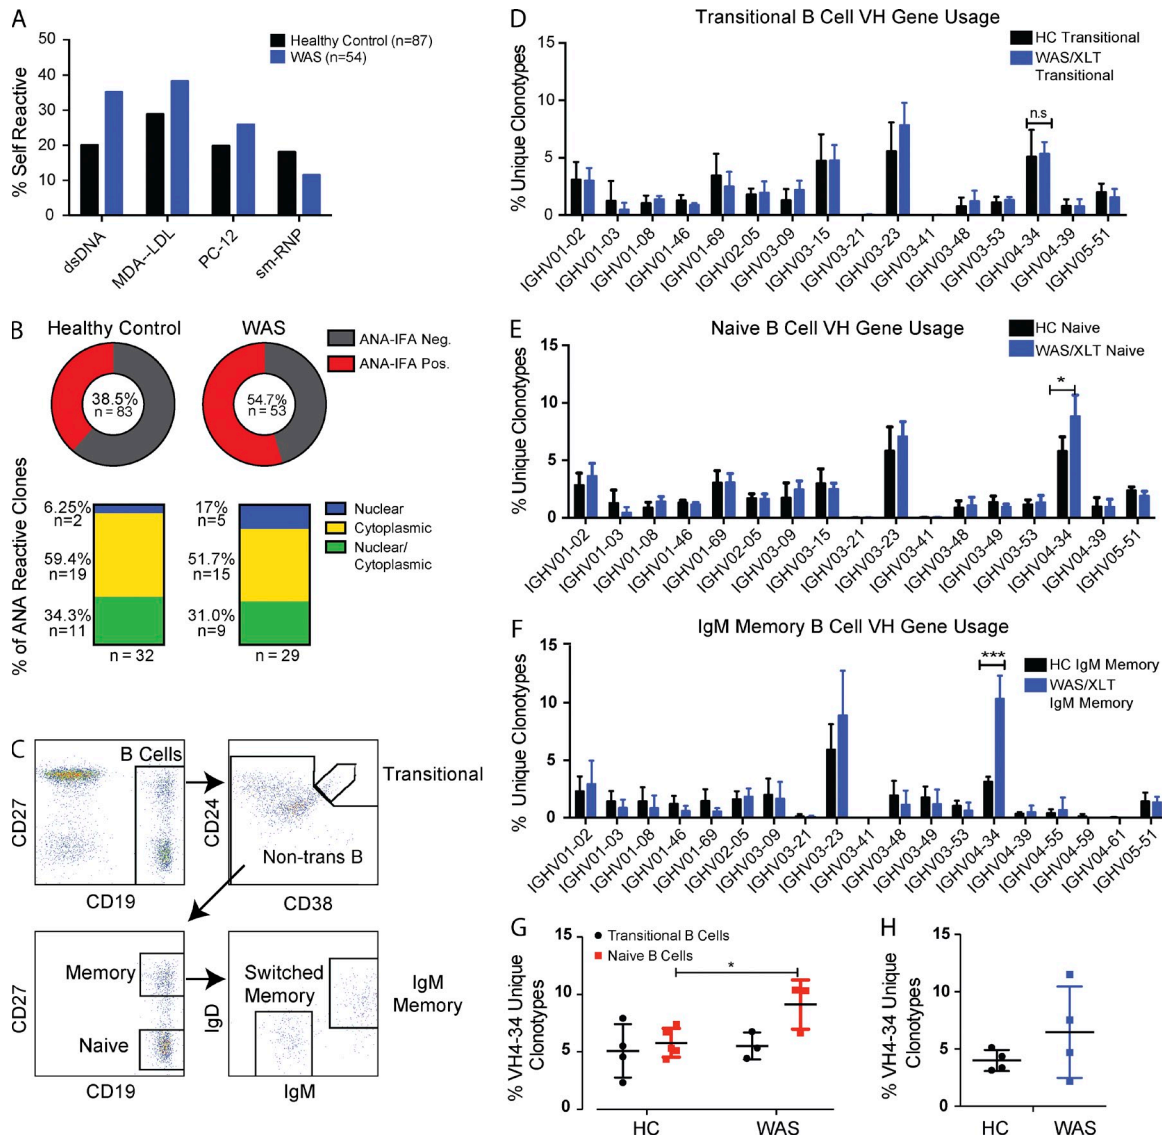 A
% Self Reactive
50
40
30
20
10
0
Healthy Control (n=87)
WAS (n=54)
dsDNA
MDA--LDL
PC-12
sm-RNP
B
Healthy Control
WAS
ANA-IFA Neg.
ANA-IFA Pos.
38.5%
n = 83
54.7%
n = 53
% of ANA Reactive Clones
6.25%
n=2
59.4%
n=19
34.3%
n=11
n = 32
17%
n=5
51.7%
n=15
31.0%
n=9
n = 29
Nuclear
Cytoplasmic
Nuclear/
Cytoplasmic
C
B Cells
CD27
CD19
CD24
Transitional
Non-trans B
CD38
CD27
Memory
Naive
CD19
IgD
Switched
Memory
IgM
Memory
IgM
D
Transitional B Cell VH Gene Usage
% Unique Clonotypes
15
10
5
0
HC Transitional
WAS/XLT
Transitional
n.s
IGHV01-02
IGHV01-03
IGHV01-08
IGHV01-46
IGHV01-69
IGHV02-05
IGHV03-09
IGHV03-15
IGHV03-21
IGHV03-23
IGHV03-41
IGHV03-48
IGHV03-53
IGHV04-34
IGHV04-39
IGHV05-51
E
Naive B Cell VH Gene Usage
% Unique Clonotypes
15
10
5
0
HC Naive
WAS/XLT Naive
*
IGHV01-02
IGHV01-03
IGHV01-08
IGHV01-46
IGHV01-69
IGHV02-05
IGHV03-09
IGHV03-15
IGHV03-21
IGHV03-23
IGHV03-41
IGHV03-48
IGHV03-49
IGHV03-53
IGHV04-34
IGHV04-39
IGHV05-51
F
IgM Memory B Cell VH Gene Usage
% Unique Clonotypes
15
10
5
0
HC IgM Memory
WAS/XLT
IgM Memory
***
IGHV01-02
IGHV01-03
IGHV01-08
IGHV01-46
IGHV01-69
IGHV02-05
IGHV03-09
IGHV03-21
IGHV03-23
IGHV03-41
IGHV03-48
IGHV03-49
IGHV03-53
IGHV04-34
IGHV04-39
IGHV04-55
IGHV04-59
IGHV04-61
IGHV05-51
G
% VH4-34 Unique
Clonotypes
15
10
5
0
Transitional B Cells
Naive B Cells
*
HC
WAS
H
% VH4-34 Unique
Clonotypes
15
10
5
0
HC
WAS